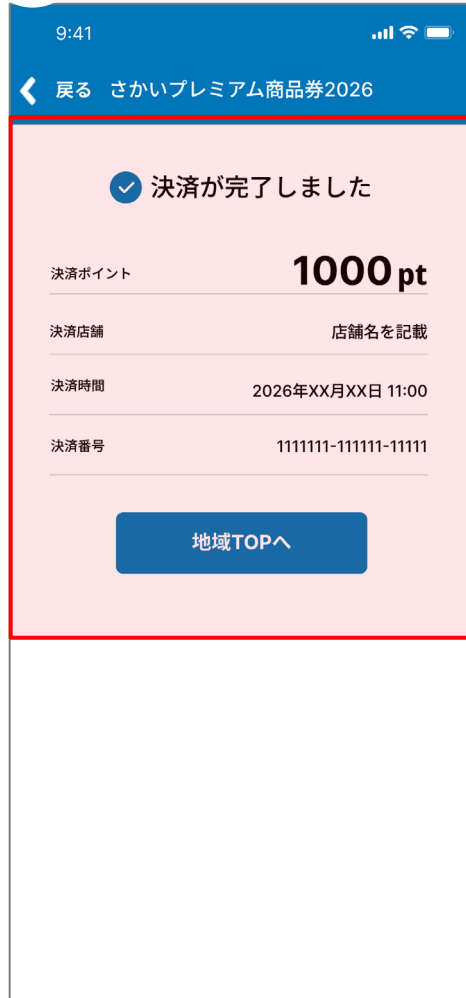 9:41
戻る さかいプレミアム商品券2026
決済が完了しました
決済ポイント 1000 pt
決済店舗 店舗名を記載
決済時間 2026年XX月XX日 11:00
決済番号 1111111-111111-11111
地域TOPへ